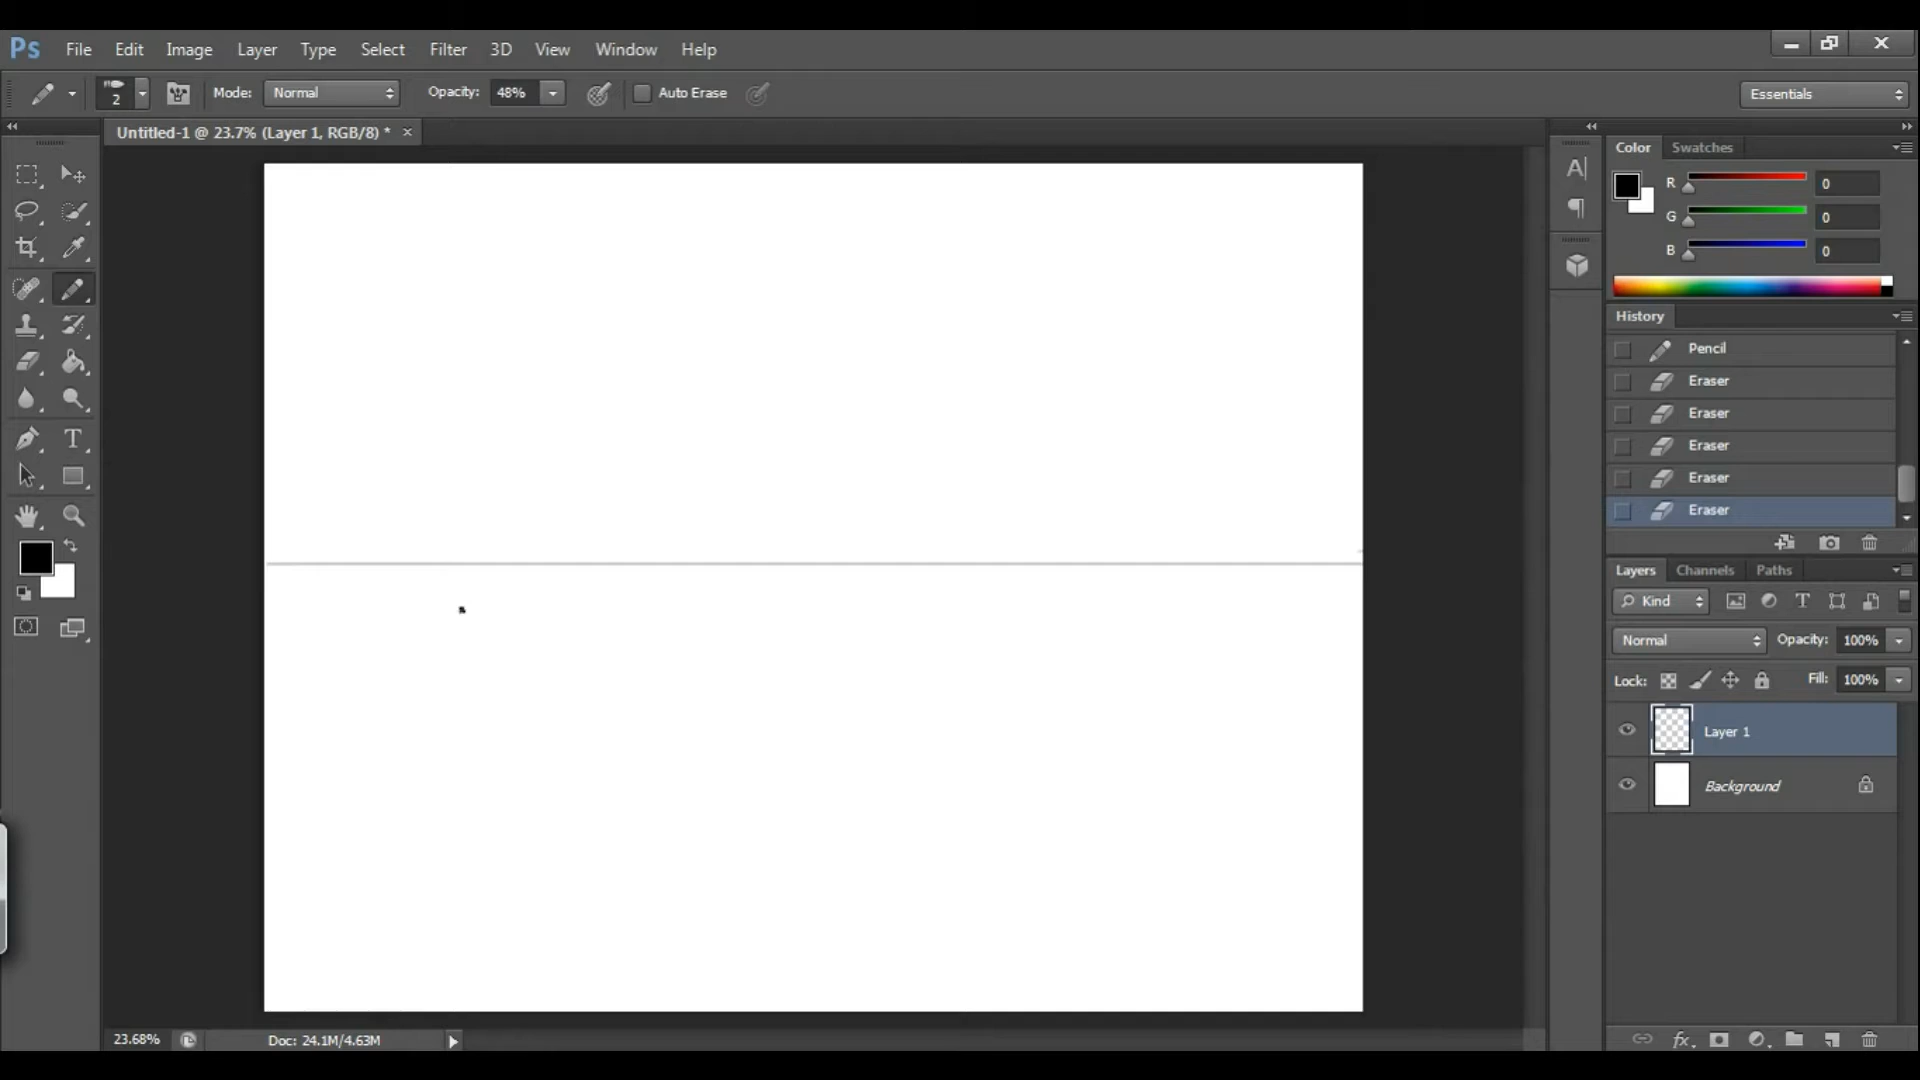 Ps File Edit Image Layer Type Select Filter 3D View Window Help
2 Mode: Normal Opacity: 48% Auto Erase Essentials
Untitled-1 @ 23.7% (Layer 1, RGB/8) * ×
Color Swatches
R 0
G 0
B 0
History
Pencil
Eraser
Eraser
Eraser
Eraser
Eraser
Layers Channels Paths
Kind
Normal Opacity: 100%
Lock: Fill: 100%
Layer 1
Background
23.68% Doc: 24.1M/4.63M